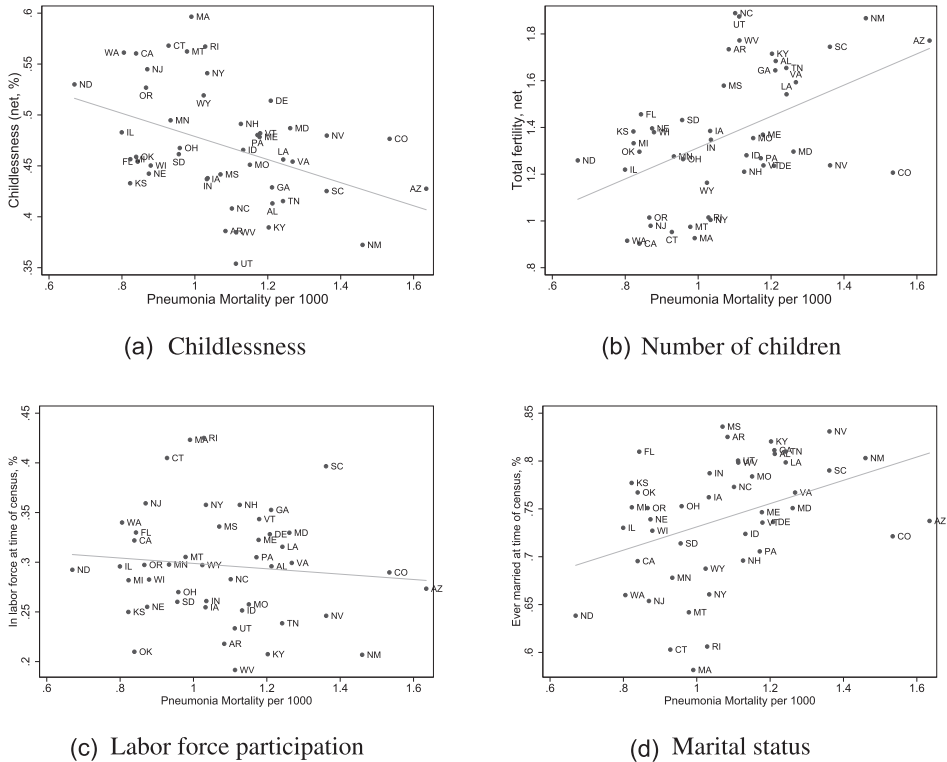 Childlessness (net, %)
.6
.55
.5
.45
.4
.35
MA
CT
RI
WA
CA
MT
NJ
NY
ND
OR
WY
DE
MN
NH
IL
VT
ME
MD
NV
CO
PA
OH
SD
ID
LA
OK
FL
WI
MO
VA
NE
MS
KS
IA
IN
GA
SC
AZ
TN
AL
NC
AR
WV
KY
NM
UT
.6 .8 1 1.2 1.4 1.6
Pneumonia Mortality per 1000
(a) Childlessness
Total fertility, net
1.8
1.6
1.4
1.2
1
.8
NC
UT
NM
WV
AZ
AR
SC
KY
AL
GA
TN
VA
MS
LA
FL
SD
KS
NE
WI
IA
ME
MI
IN
MO
OK
MN
OH
ID
PA
MD
ND
IL
NH
VT
DE
NV
CO
WY
OR
NJ
RI
NY
MT
CT
WA
CA
MA
.6 .8 1 1.2 1.4 1.6
Pneumonia Mortality per 1000
(b) Number of children
In labor force at time of census, %
.45
.4
.35
.3
.25
.2
MA
RI
CT
SC
NJ
NY
NH
GA
WA
VT
MS
FL
CA
DE
MD
ME
LA
MT
PA
ND
IL
OR
MN
WY
AL
VA
CO
MI
WI
NC
AZ
OH
SD
IN
IA
MO
ID
KS
NE
NV
TN
UT
AR
OK
KY
NM
WV
.6 .8 1 1.2 1.4 1.6
Pneumonia Mortality per 1000
(c) Labor force participation
Ever married at time of census, %
.85
.8
.75
.7
.65
.6
MS
AR
NV
KY
FL
GA
TN
AL
NM
UT
WV
LA
SC
IN
MO
KS
NC
OK
VA
IA
MI
OR
SD
MD
OH
ME
NE
VT
DE
AZ
IL
WI
ID
CO
PA
CA
NH
WY
MN
WA
NJ
NY
MT
ND
CT
RI
MA
.6 .8 1 1.2 1.4 1.6
Pneumonia Mortality per 1000
(d) Marital status